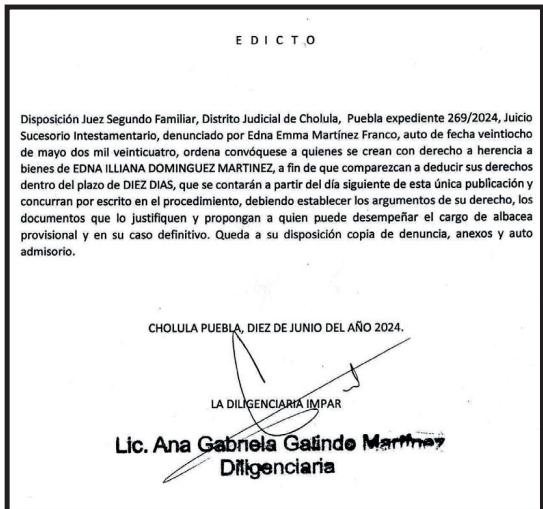 E D I C T O
Disposición Juez Segundo Familiar, Distrito Judicial de Cholula, Puebla expediente 269/2024, Juicio
Sucesorio Intestamentario, denunciado por Edna Emma Martínez Franco, auto de fecha veintiocho
de mayo dos mil veinticuatro, ordena convóquese a quienes se crean con derecho a herencia a
bienes de EDNA ILLIANA DOMINGUEZ MARTINEZ, a fin de que comparezcan a deducir sus derechos
dentro del plazo de DIEZ DIAS, que se contarán a partir del día siguiente de esta única publicación y
concurran por escrito en el procedimiento, debiendo establecer los argumentos de su derecho, los
documentos que lo justifiquen y propongan a quien puede desempeñar el cargo de albacea
provisional y en su caso definitivo. Queda a su disposición copia de denuncia, anexos y auto
admisorio.
CHOLULA PUEBLA, DIEZ DE JUNIO DEL AÑO 2024.
LA DILIGENCIARIA IMPAR
Lic. Ana Gabriela Galindo Martínez
Diligenciaria